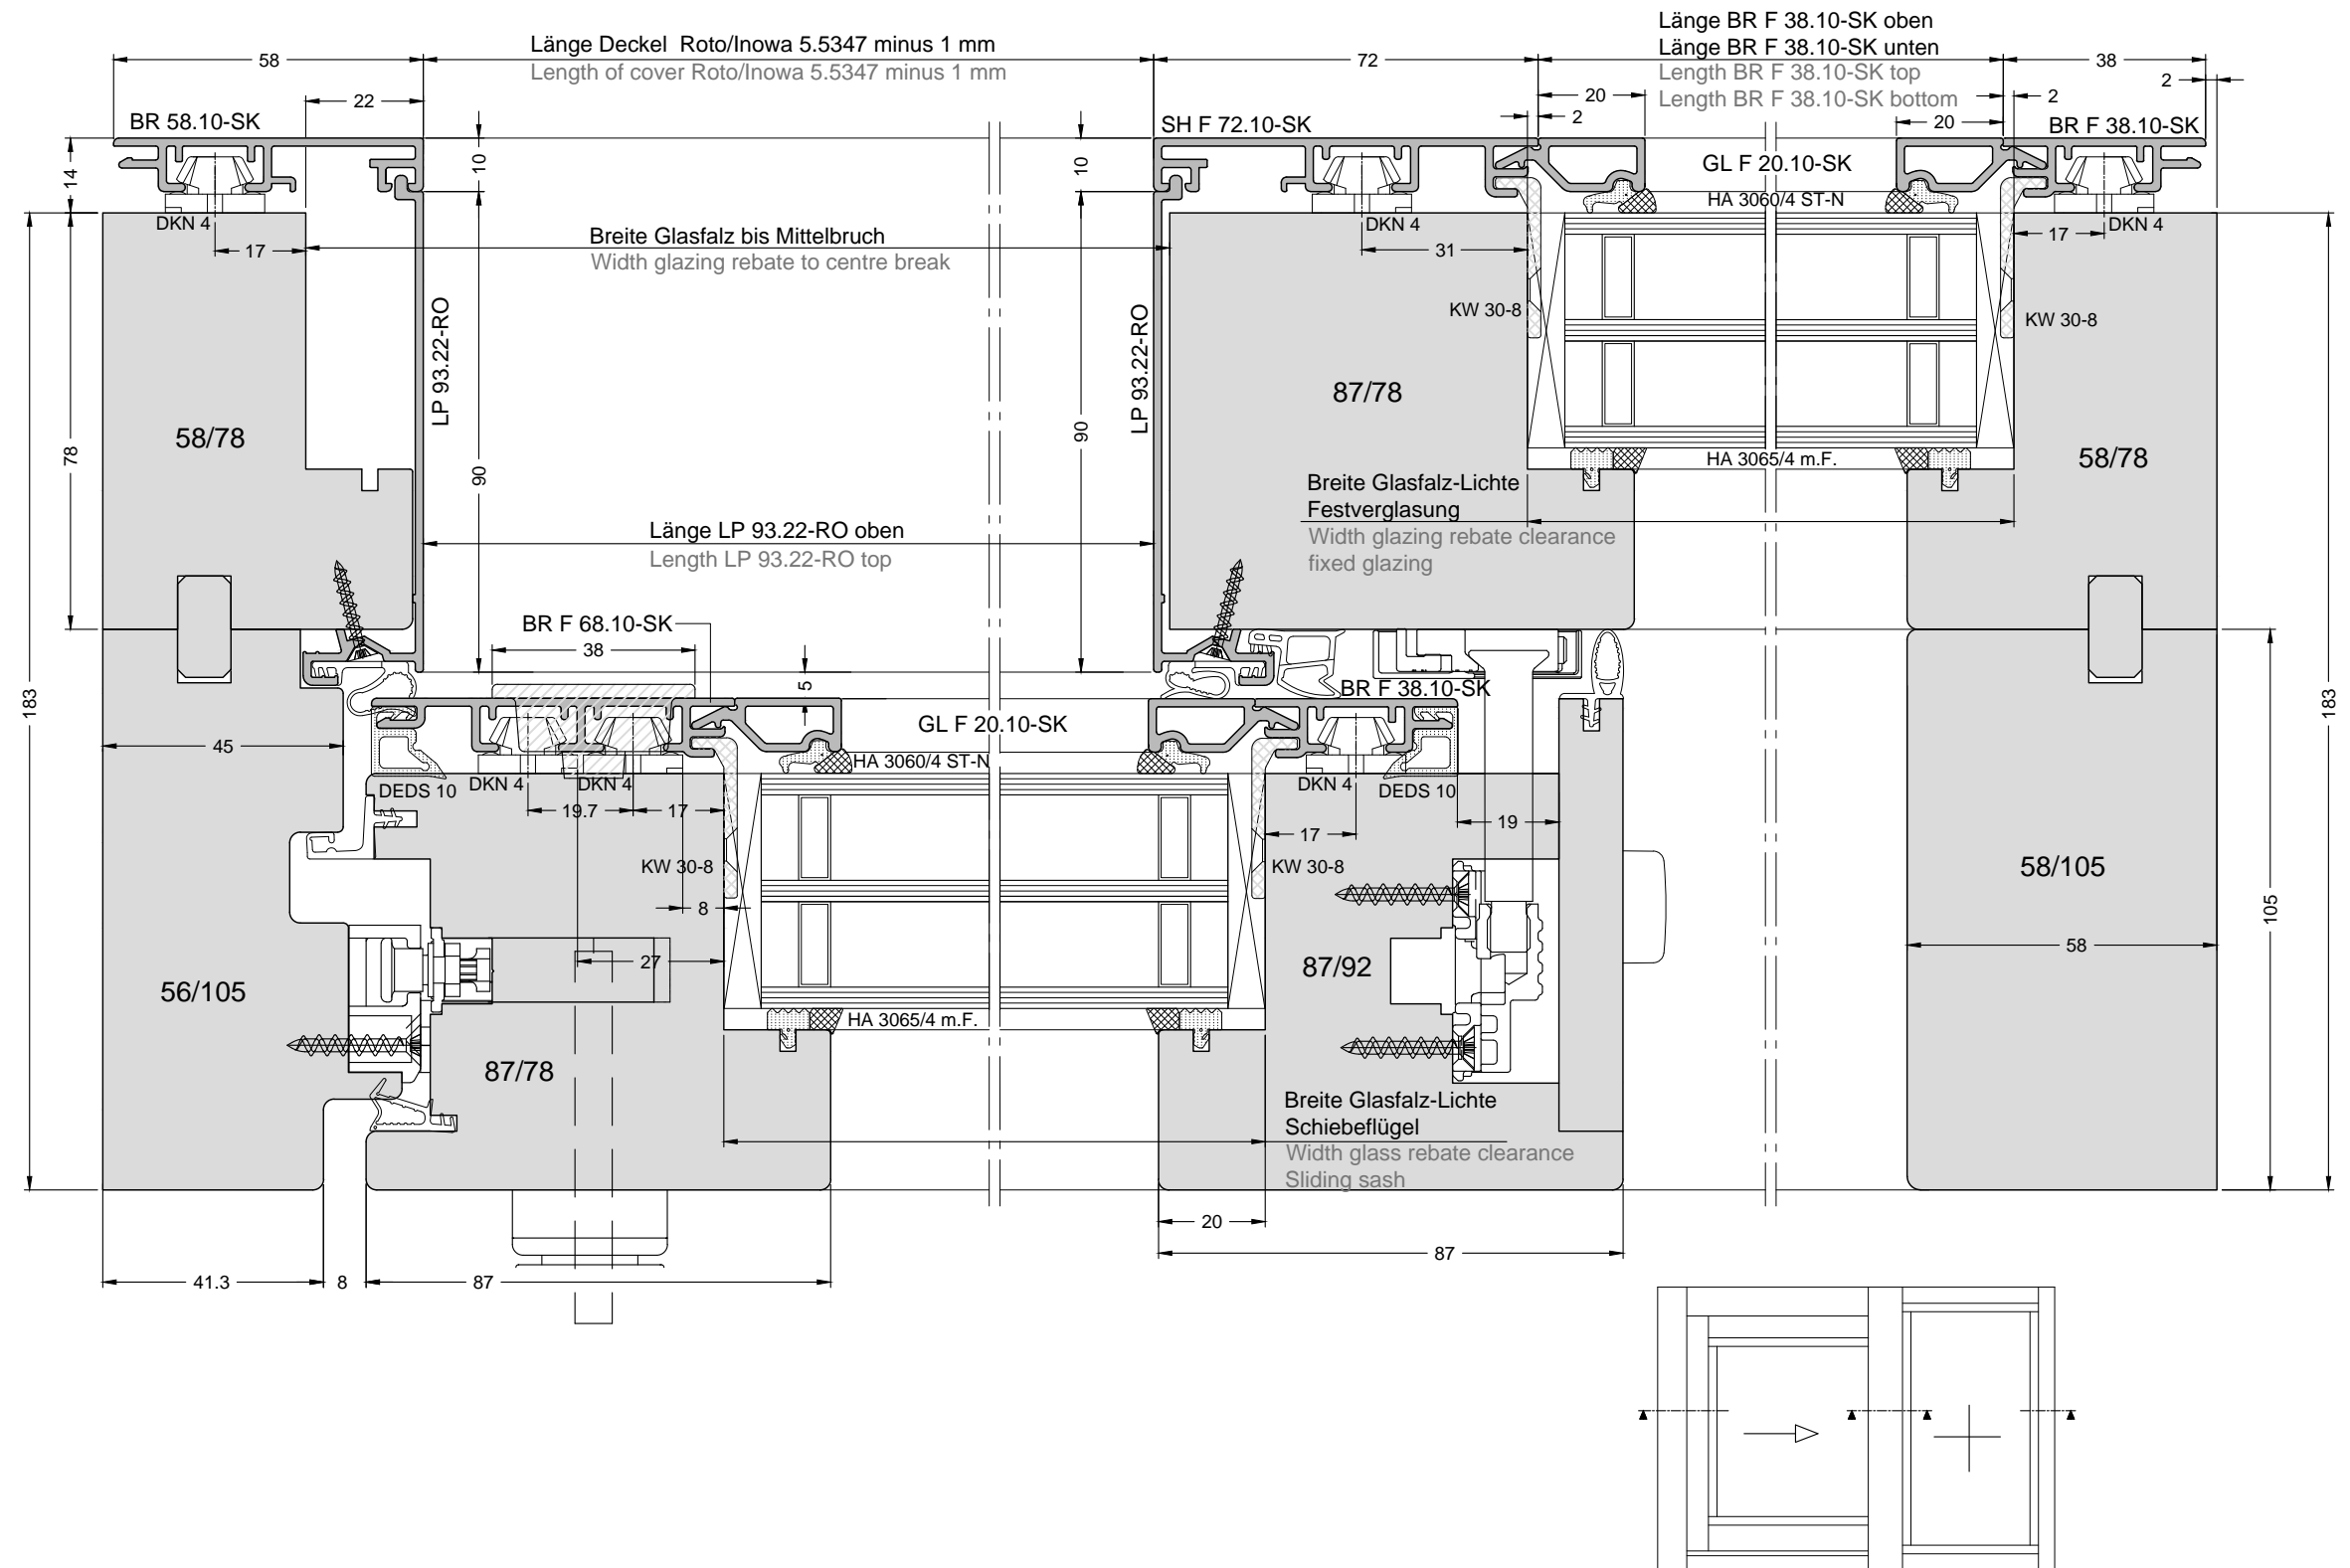 Länge BR F 38.10-SK oben
Länge BR F 38.10-SK unten
Length BR F 38.10-SK top
Length BR F 38.10-SK bottom
Länge Deckel Roto/Inowa 5.5347 minus 1 mm
Length of cover Roto/Inowa 5.5347 minus 1 mm
58
72
38
2
22
20
2
2
20
BR 58.10-SK
SH F 72.10-SK
BR F 38.10-SK
14
10
10
GL F 20.10-SK
HA 3060/4 ST-N
DKN 4
DKN 4
DKN 4
17
Breite Glasfalz bis Mittelbruch
Width glazing rebate to centre break
31
17
LP 93.22-RO
LP 93.22-RO
KW 30-8
KW 30-8
58/78
87/78
58/78
78
90
90
HA 3065/4 m.F.
Breite Glasfalz-Lichte
Festverglasung
Width glazing rebate clearance
fixed glazing
Länge LP 93.22-RO oben
Length LP 93.22-RO top
BR F 68.10-SK
38
5
BR F 38.10-SK
183
183
45
GL F 20.10-SK
HA 3060/4 ST-N
DEDS 10
DKN 4
DKN 4
DKN 4
DEDS 10
19.7
17
17
19
KW 30-8
KW 30-8
58/105
105
8
58
27
56/105
87/92
HA 3065/4 m.F.
87/78
Breite Glasfalz-Lichte
Schiebeflügel
Width glass rebate clearance
Sliding sash
20
87
41.3
8
87